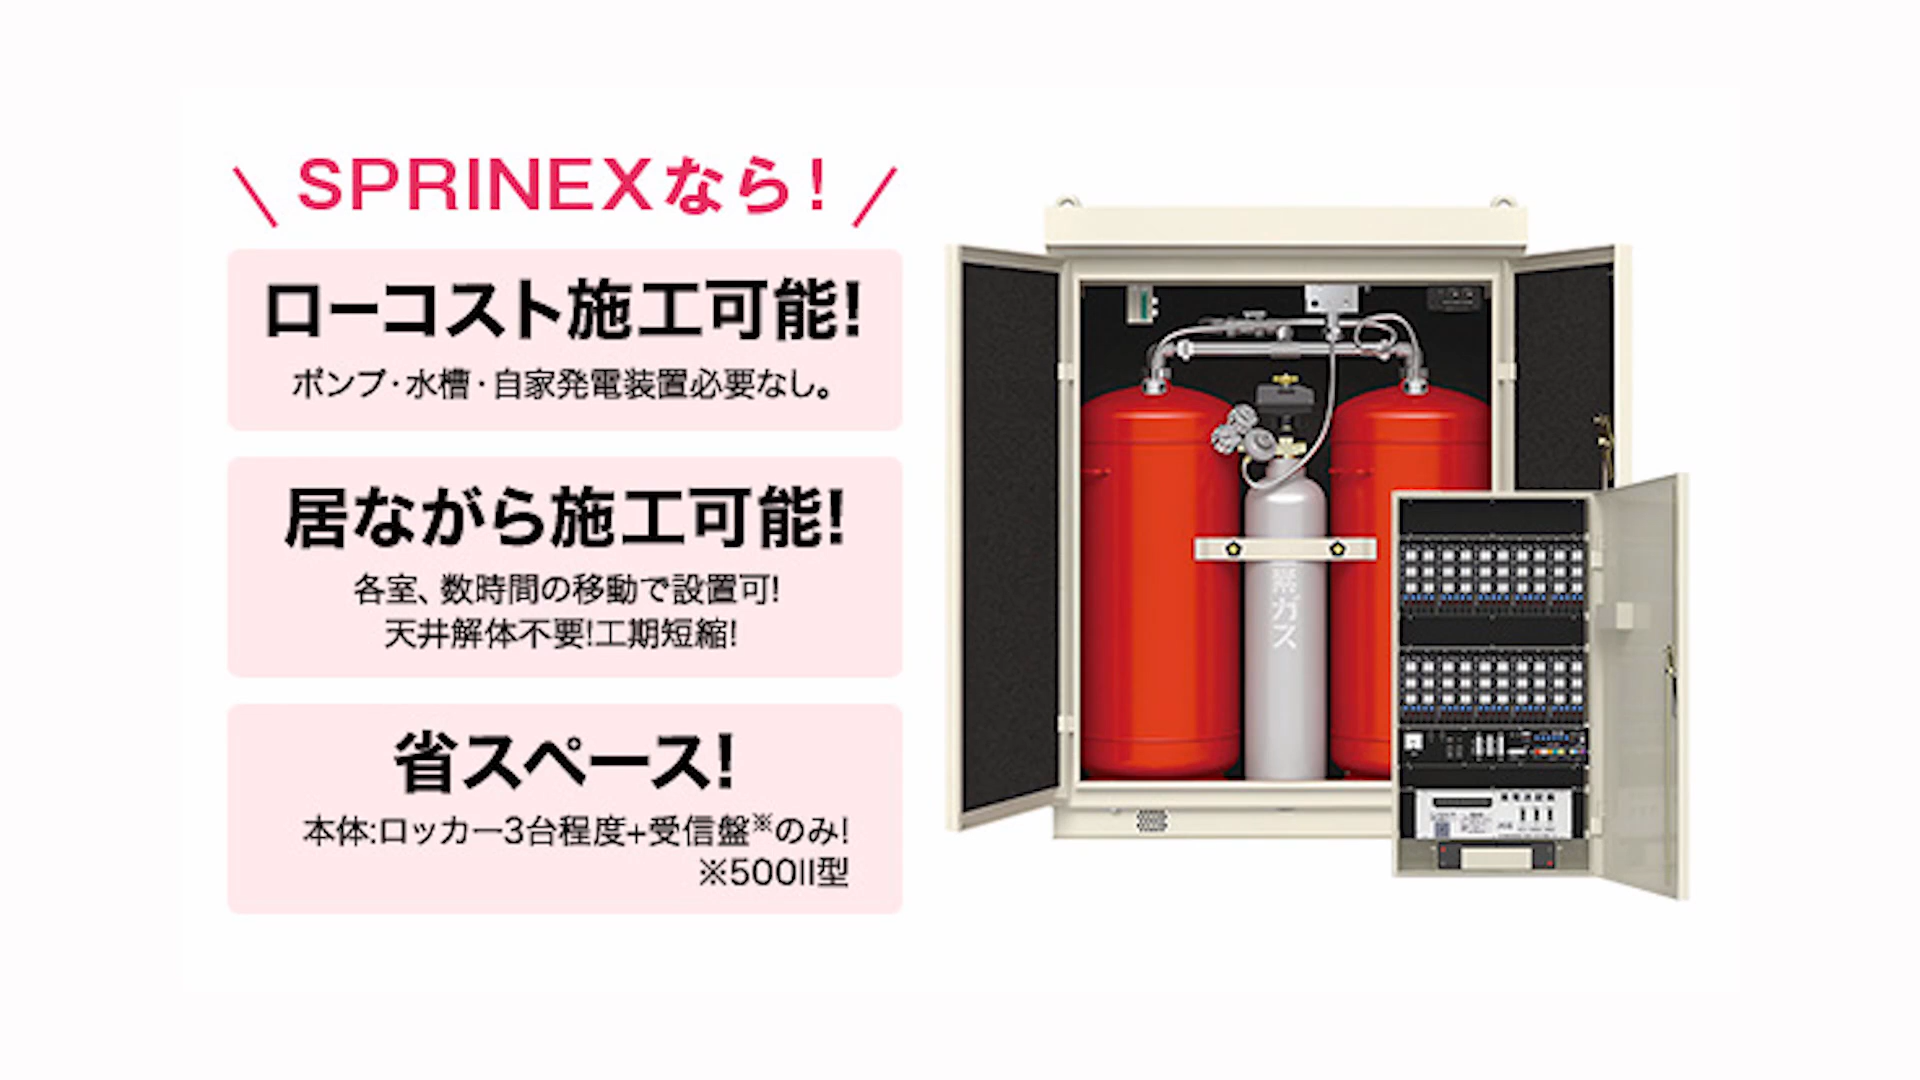 SPRINEXなら!
ローコスト施工可能!
ポンプ・水槽・自家発電装置必要なし。
居ながら施工可能!
各室、数時間の移動で設置可!
天井解体不要!工期短縮!
省スペース!
本体:ロッカー3台程度+受信盤※のみ!
※500II型
素ガス